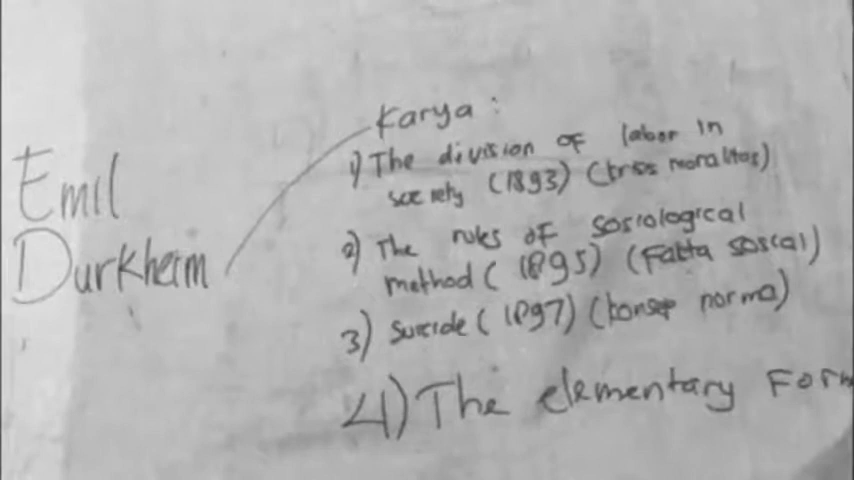 Emil
Durkheim
Karya :
1) The division of labor in
society (1893) (krisis moralitas)
2) The rules of sosiological
method ( 1895) (Fakta sosial)
3) Suicide ( 1897) (konsep norma)
4) The elementary Form